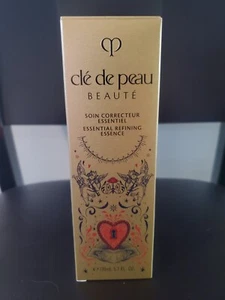 clé de peau
BEAUTÉ
SOIN CORRECTEUR
ESSENTIEL
ESSENTIAL REFINING
ESSENCE